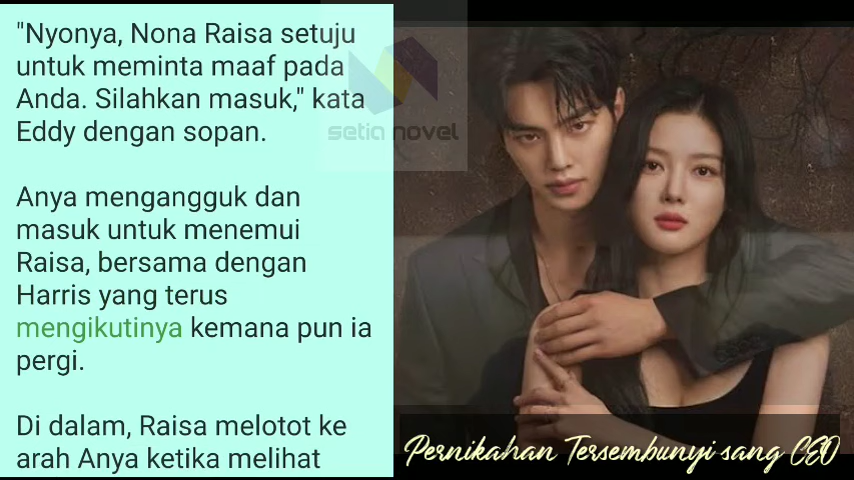 "Nyonya, Nona Raisa setuju
untuk meminta maaf pada
Anda. Silahkan masuk," kata
Eddy dengan sopan.
Anya mengangguk dan
masuk untuk menemui
Raisa, bersama dengan
Harris yang terus
mengikutinya kemana pun ia
pergi.
Di dalam, Raisa melotot ke
arah Anya ketika melihat
setia novel
Pernikahan Tersembunyi sang CEO